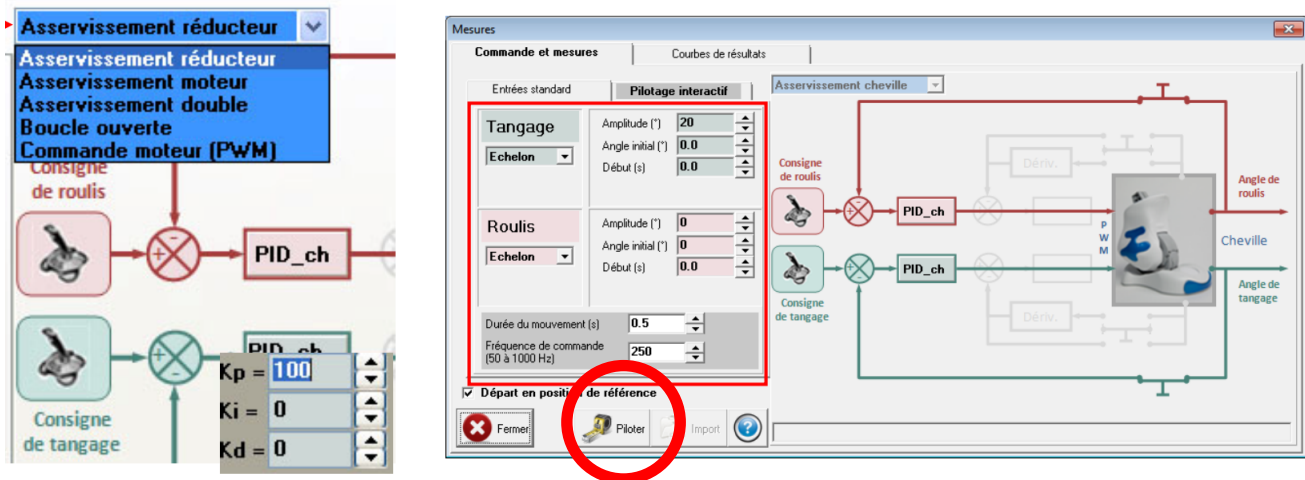 Asservissement réducteur
Asservissement réducteur
Asservissement moteur
Asservissement double
Boucle ouverte
Commande moteur (PWM)
Consigne
de roulis
PID_ch
PID_ch
Consigne
de tangage
Kp = 100
Ki = 0
Kd = 0
Mesures
Commande et mesures
Courbes de résultats
Entrées standard
Pilotage interactif
Tangage
Echelon
Amplitude (°) 20
Angle initial (°) 0.0
Début (s) 0.0
Roulis
Echelon
Amplitude (°) 0
Angle initial (°) 0
Début (s) 0.0
Durée du mouvement (s) 0.5
Fréquence de commande
(50 à 1000 Hz) 250
Départ en position de référence
Fermer
Piloter
Import
Asservissement cheville
Consigne
de roulis
PID_ch
Dériv.
P
W
M
Angle de
roulis
Cheville
PID_ch
Consigne
de tangage
Dériv.
Angle de
tangage